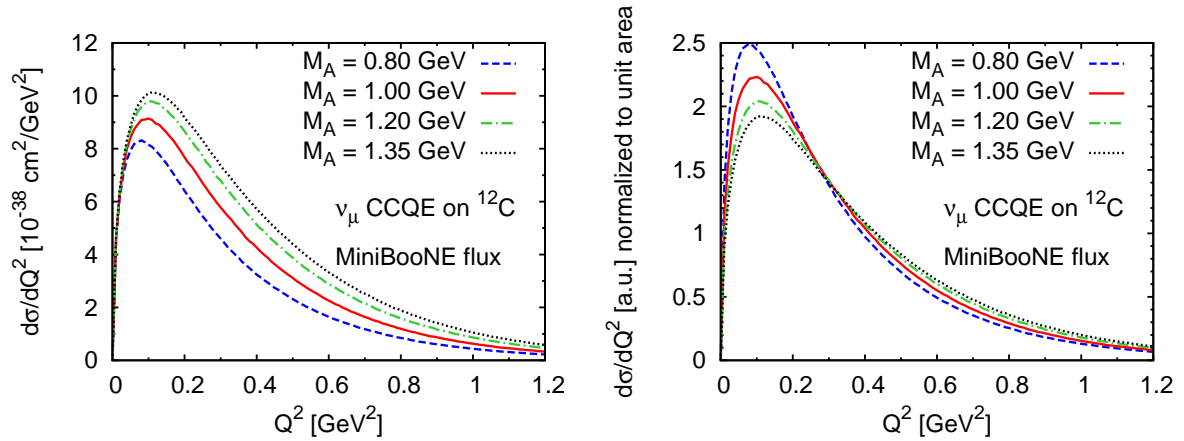 dσ/dQ² [10⁻³⁸ cm²/GeV²]
12
10
8
6
4
2
0
0 0.2 0.4 0.6 0.8 1 1.2
Q² [GeV²]
M_A = 0.80 GeV
M_A = 1.00 GeV
M_A = 1.20 GeV
M_A = 1.35 GeV
ν_μ CCQE on ¹²C
MiniBooNE flux
dσ/dQ² [a.u.] normalized to unit area
2.5
2
1.5
1
0.5
0
0 0.2 0.4 0.6 0.8 1 1.2
Q² [GeV²]
M_A = 0.80 GeV
M_A = 1.00 GeV
M_A = 1.20 GeV
M_A = 1.35 GeV
ν_μ CCQE on ¹²C
MiniBooNE flux